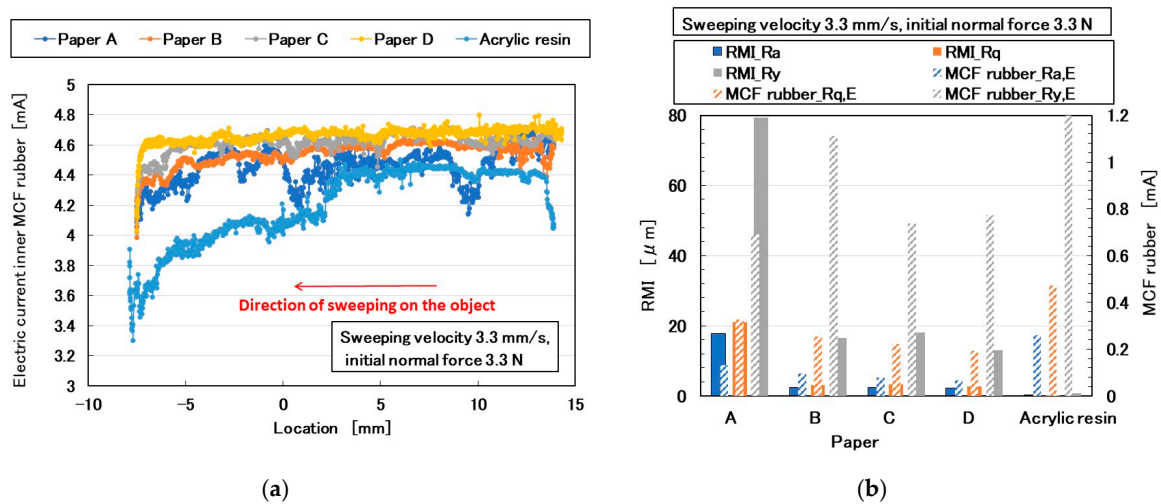 Paper A Paper B Paper C Paper D Acrylic resin
Electric current inner MCF rubber [mA]
5
4.8
4.6
4.4
4.2
4
3.8
3.6
3.4
3.2
3
Direction of sweeping on the object
Sweeping velocity 3.3 mm/s,
initial normal force 3.3 N
−10 −5 0 5 10 15
Location [mm]
(a)
Sweeping velocity 3.3 mm/s, initial normal force 3.3 N
RMI_Ra RMI_Rq
RMI_Ry MCF rubber_Ra,E
MCF rubber_Rq,E MCF rubber_Ry,E
RMI [μm]
80
60
40
20
0
1.2
1
0.8
0.6
0.4
0.2
0
MCF rubber [mA]
A B C D Acrylic resin
Paper
(b)